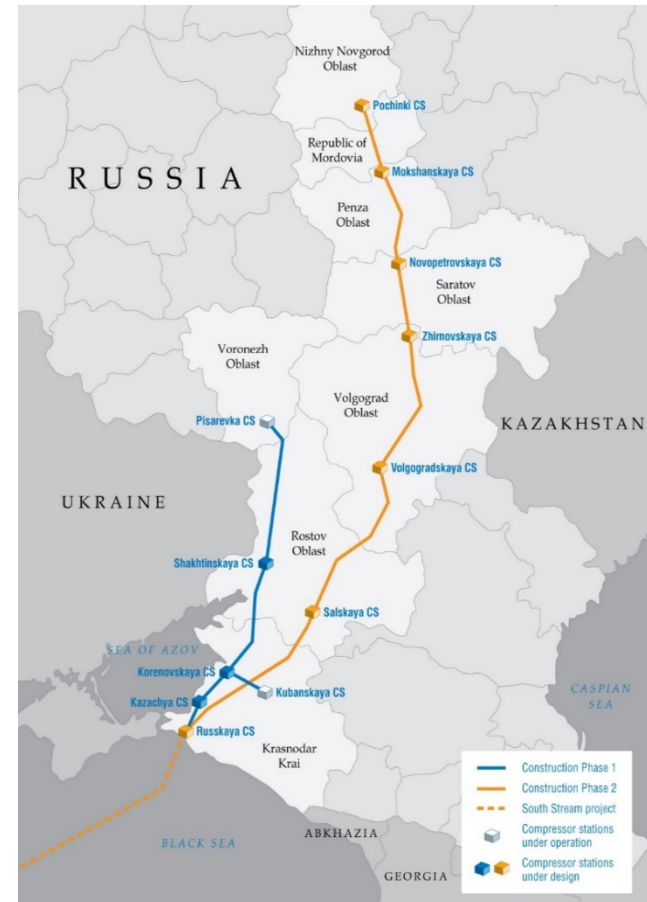 Nizhny Novgorod
Oblast
Pochinki CS
Republic of
Mordovia
RUSSIA
Mokshanskaya CS
Penza
Oblast
Novopetrovskaya CS
Saratov
Oblast
Zhirnovskaya CS
Voronezh
Oblast
Volgograd
Oblast
Pisarevka CS
KAZAKHSTAN
Volgogradskaya CS
UKRAINE
Rostov
Oblast
Shakhtinskaya CS
Salskaya CS
SEA OF AZOV
Korenovskaya CS
Kubanskaya CS
CASPIAN
SEA
Kazachya CS
Russkaya CS
Krasnodar
Krai
ABKHAZIA
BLACK SEA
GEORGIA
Construction Phase 1
Construction Phase 2
South Stream project
Compressor stations
under operation
Compressor stations
under design